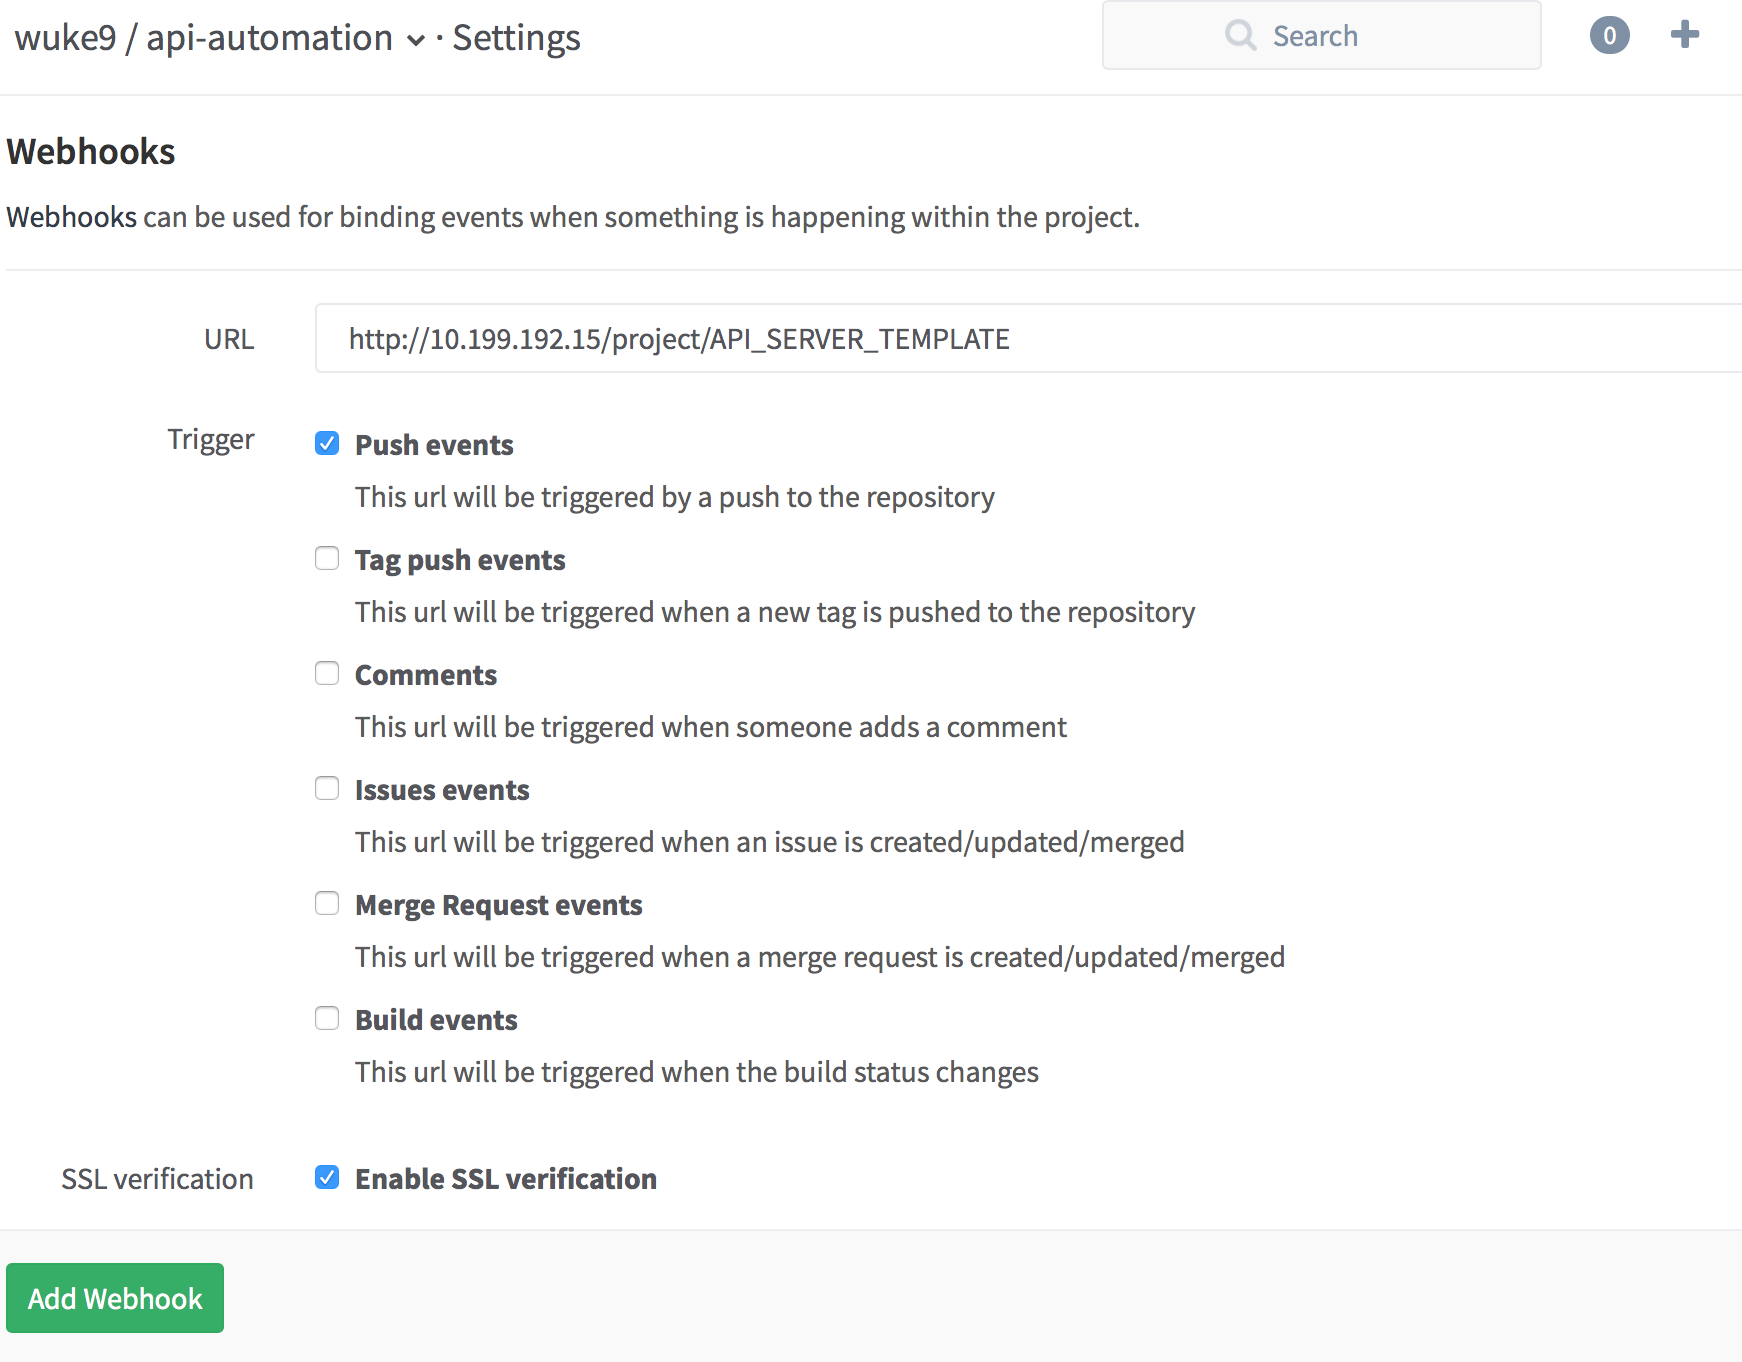 wuke9 / api-automation · Settings
Search
0
Webhooks
Webhooks can be used for binding events when something is happening within the project.
URL
http://10.199.192.15/project/API_SERVER_TEMPLATE
Trigger
Push events
This url will be triggered by a push to the repository
Tag push events
This url will be triggered when a new tag is pushed to the repository
Comments
This url will be triggered when someone adds a comment
Issues events
This url will be triggered when an issue is created/updated/merged
Merge Request events
This url will be triggered when a merge request is created/updated/merged
Build events
This url will be triggered when the build status changes
SSL verification
Enable SSL verification
Add Webhook